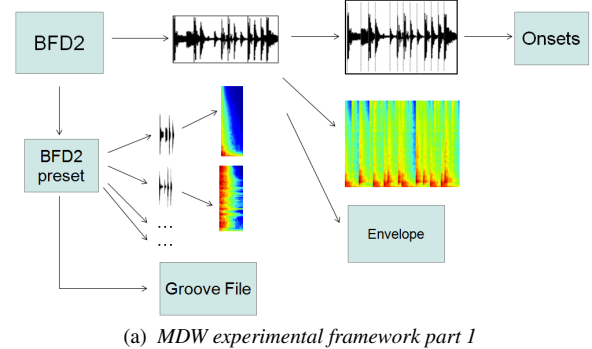 BFD2
Onsets
BFD2
preset
...
...
Envelope
Groove File
(a) MDW experimental framework part 1